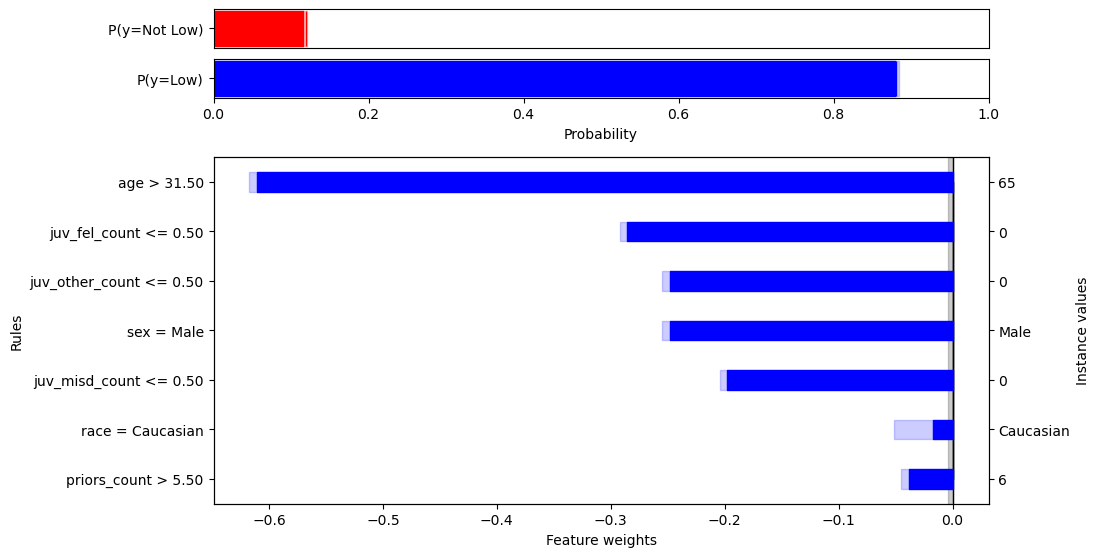 P(y=Not Low)
P(y=Low)
0.0 0.2 0.4 0.6 0.8 1.0
Probability
age > 31.50 65
juv_fel_count <= 0.50 0
juv_other_count <= 0.50 0
sex = Male Male
juv_misd_count <= 0.50 0
race = Caucasian Caucasian
priors_count > 5.50 6
Rules
Instance values
−0.6 −0.5 −0.4 −0.3 −0.2 −0.1 0.0
Feature weights